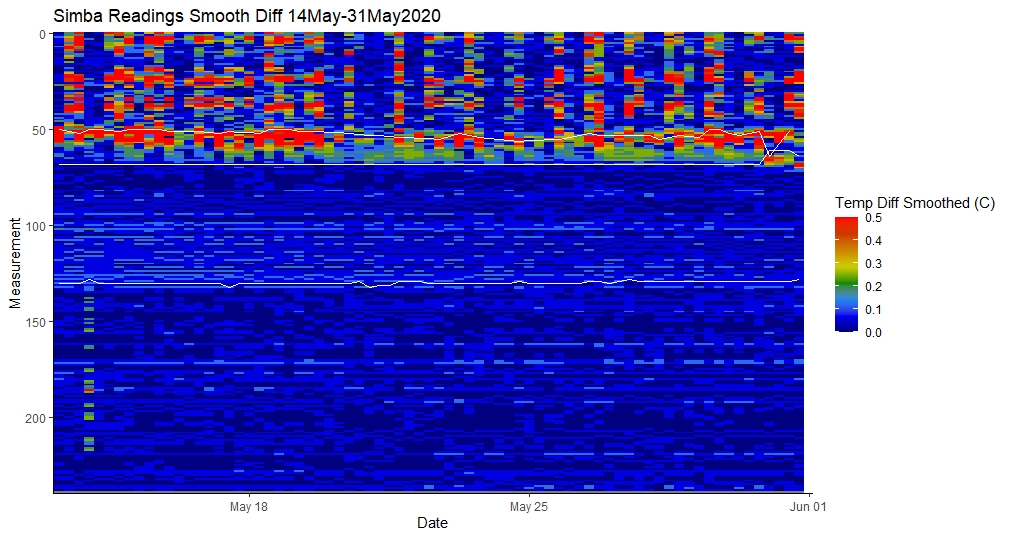 Simba Readings Smooth Diff 14May-31May2020
0
50
100
150
200
Measurement
May 18
May 25
Jun 01
Date
Temp Diff Smoothed (C)
0.5
0.4
0.3
0.2
0.1
0.0